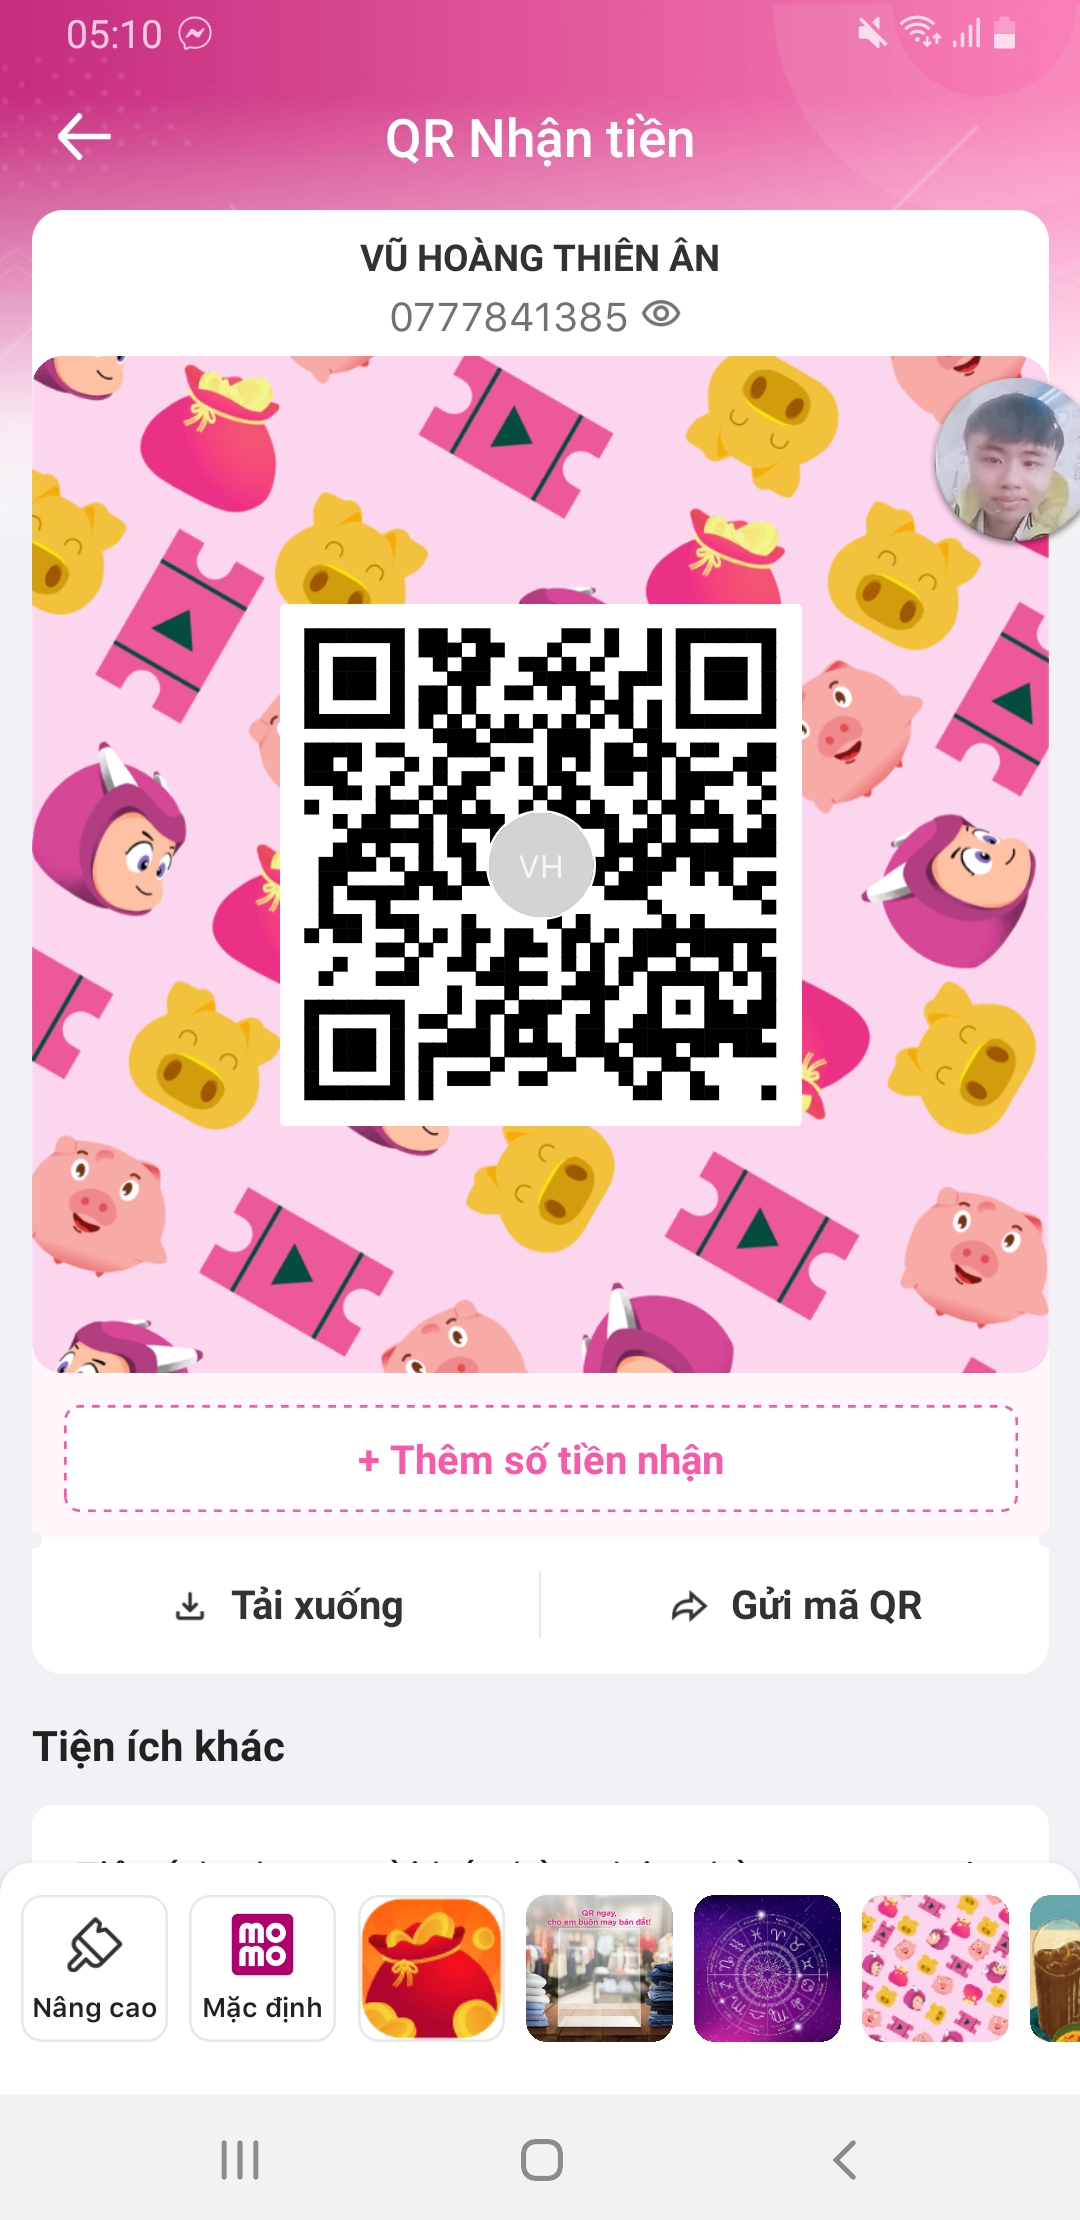 05:10
QR Nhận tiền
VŨ HOÀNG THIÊN ÂN
0777841385
VH
+ Thêm số tiền nhận
Tải xuống
Gửi mã QR
Tiện ích khác
Nâng cao
mo
mo
Mặc định
QR ngay,
cho em buôn may bán đắt!